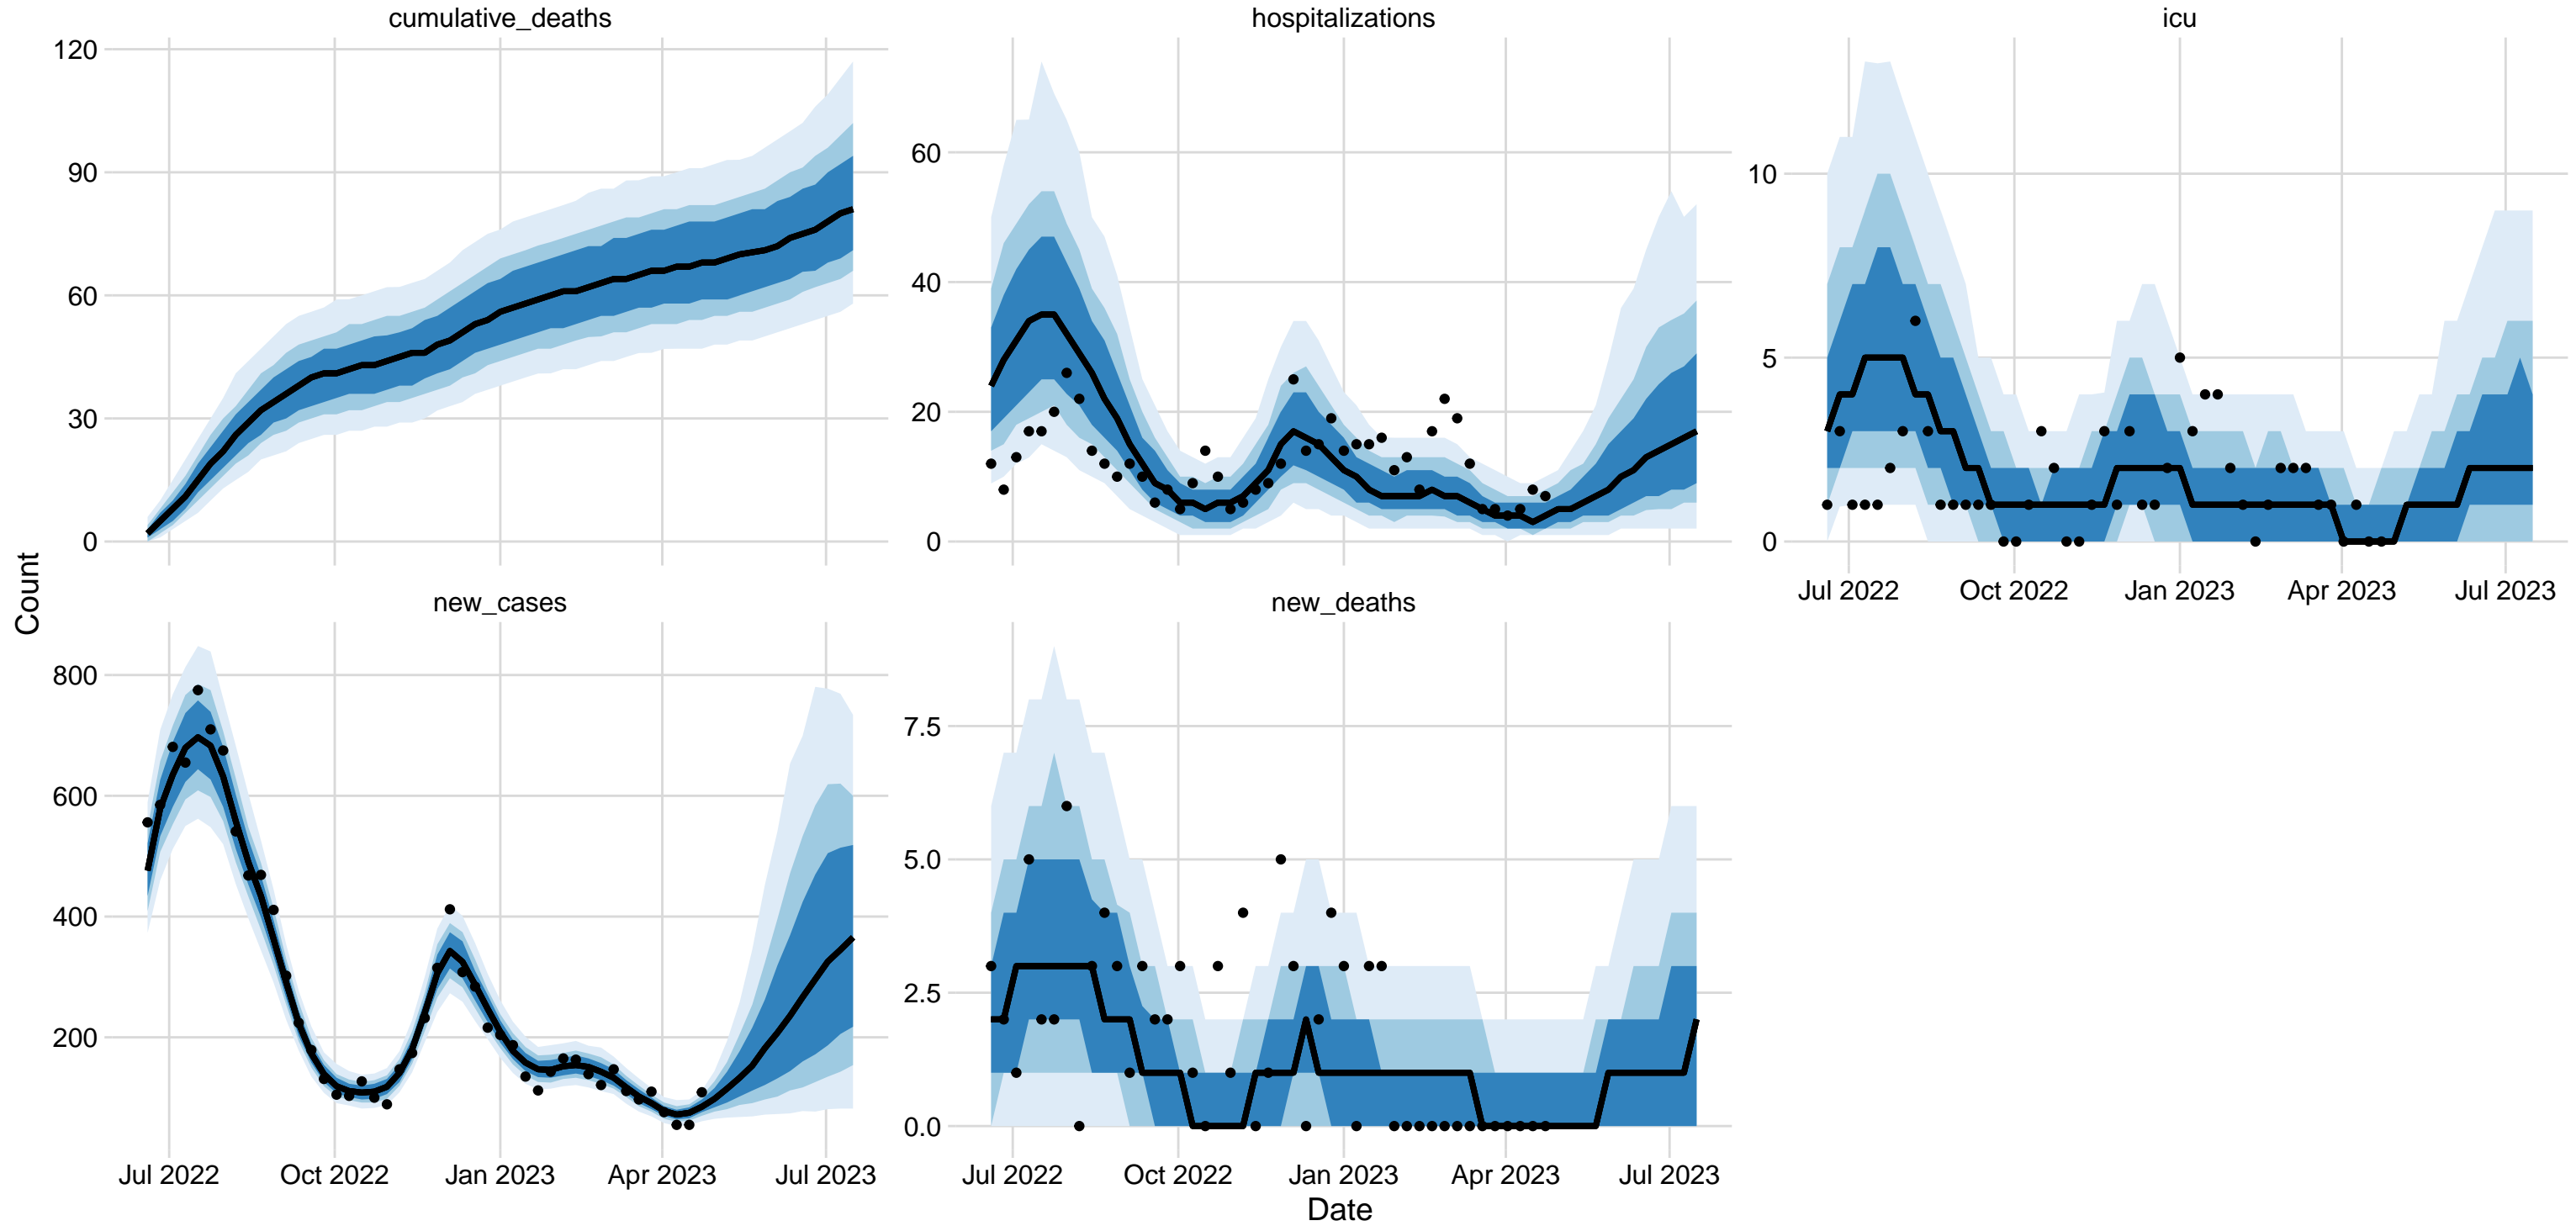 cumulative_deaths
hospitalizations
icu
120
90
60
30
0
60
40
20
0
10
5
0
Jul 2022 Oct 2022 Jan 2023 Apr 2023 Jul 2023
Count
new_cases
new_deaths
800
600
400
200
7.5
5.0
2.5
0.0
Jul 2022 Oct 2022 Jan 2023 Apr 2023 Jul 2023
Jul 2022 Oct 2022 Jan 2023 Apr 2023 Jul 2023
Date